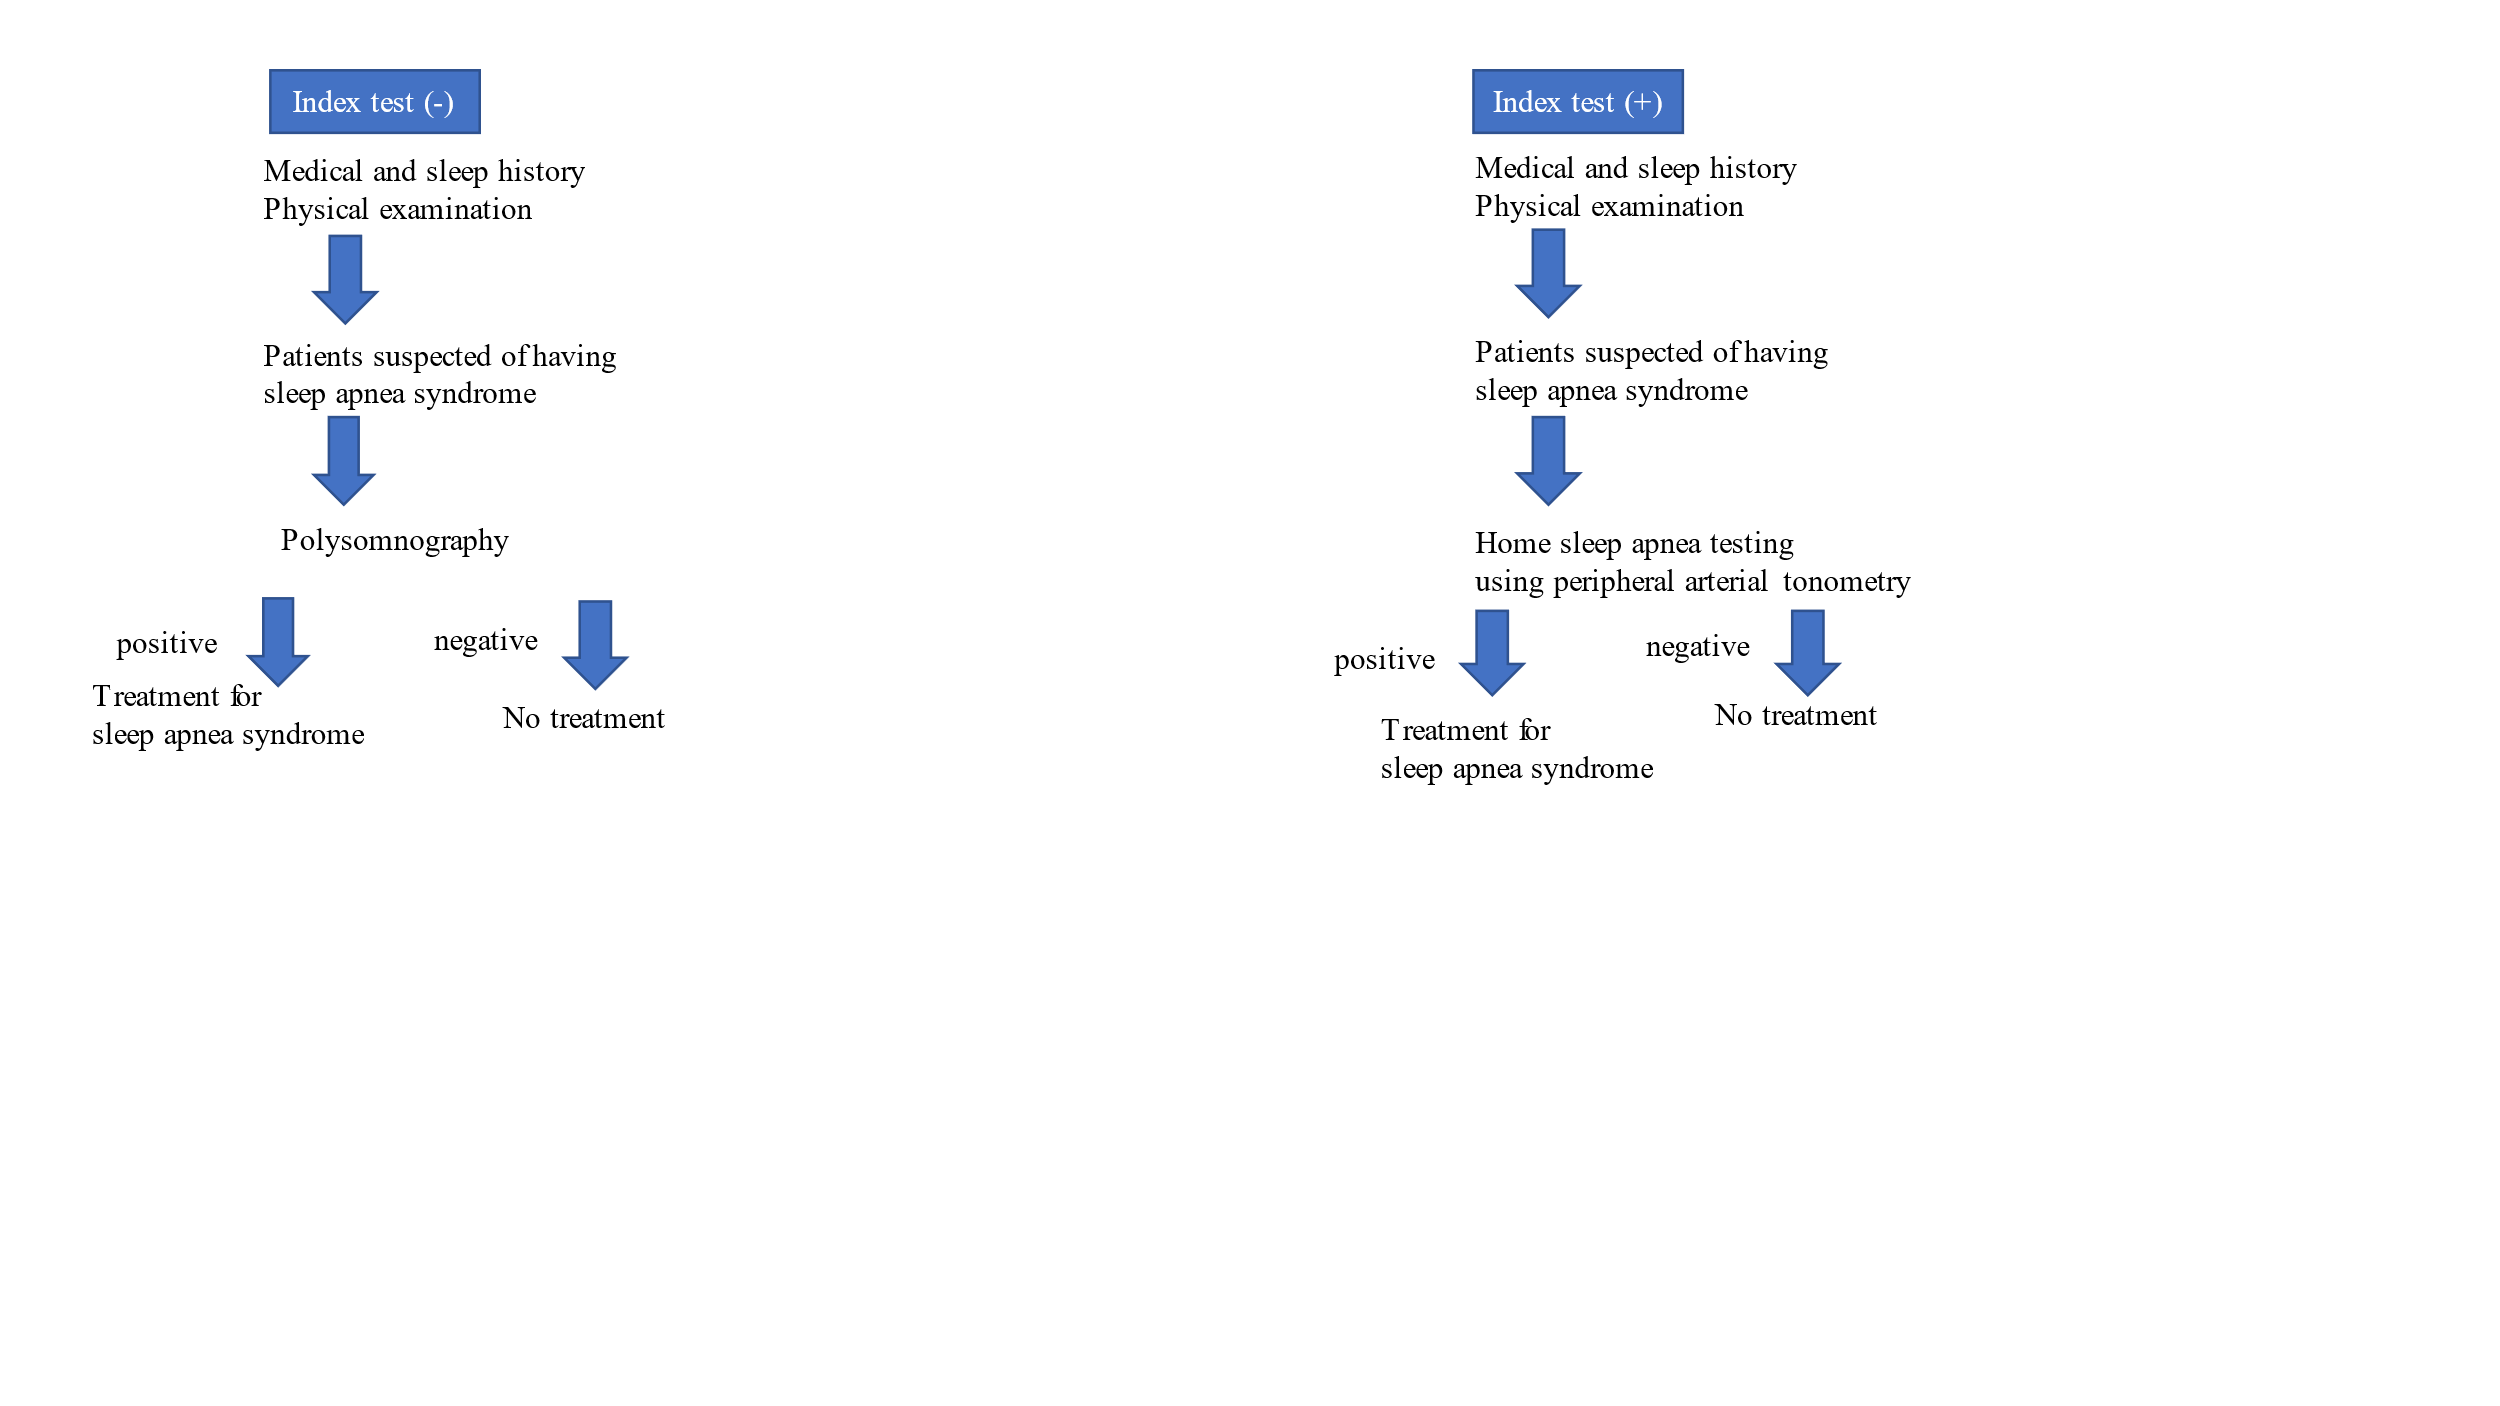 Index test (-)
Medical and sleep history
Physical examination
Patients suspected of having
sleep apnea syndrome
Polysomnography
positive
negative
Treatment for
sleep apnea syndrome
No treatment
Index test (+)
Medical and sleep history
Physical examination
Patients suspected of having
sleep apnea syndrome
Home sleep apnea testing
using peripheral arterial tonometry
positive
negative
Treatment for
sleep apnea syndrome
No treatment